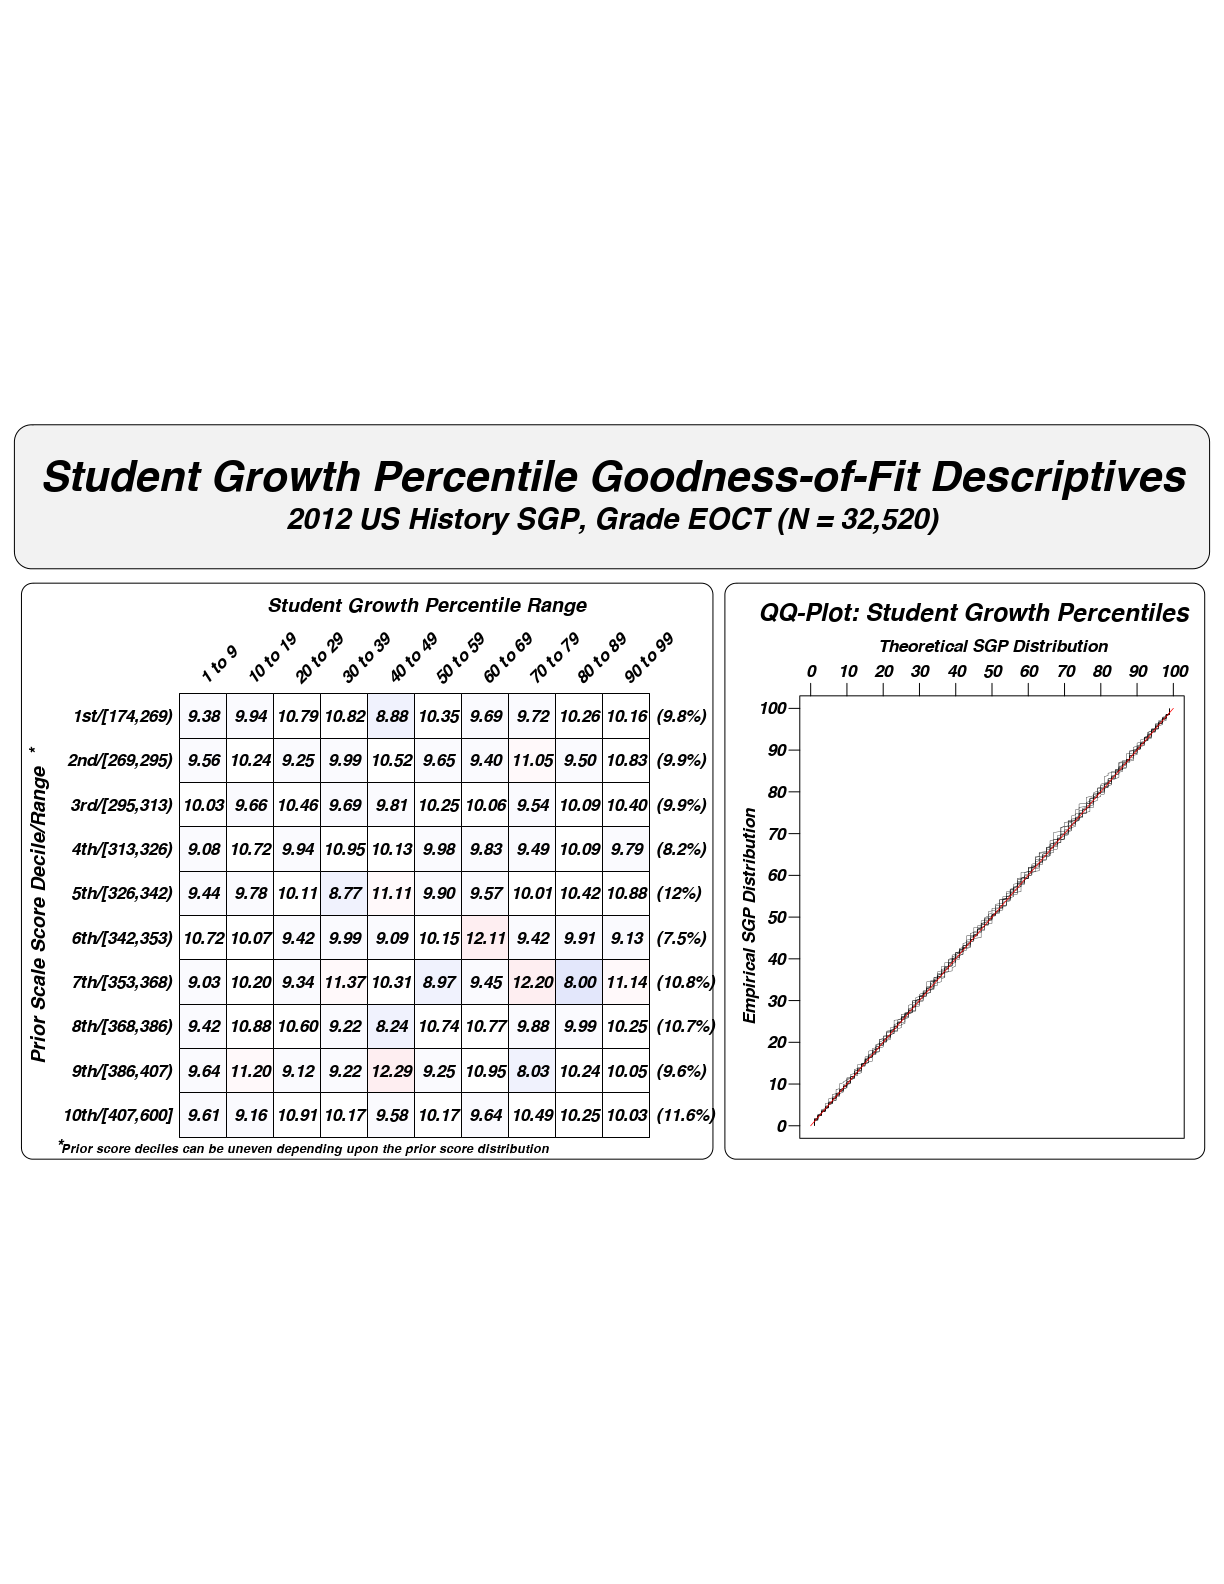 Student Growth Percentile Goodness-of-Fit Descriptives
2012 US History SGP, Grade EOCT (N = 32,520)
Student Growth Percentile Range
1 to 9 10 to 19 20 to 29 30 to 39 40 to 49 50 to 59 60 to 69 70 to 79 80 to 89 90 to 99
Prior Scale Score Decile/Range *
1st/[174,269) 9.38 9.94 10.79 10.82 8.88 10.35 9.69 9.72 10.26 10.16 (9.8%)
2nd/[269,295) 9.56 10.24 9.25 9.99 10.52 9.65 9.40 11.05 9.50 10.83 (9.9%)
3rd/[295,313) 10.03 9.66 10.46 9.69 9.81 10.25 10.06 9.54 10.09 10.40 (9.9%)
4th/[313,326) 9.08 10.72 9.94 10.95 10.13 9.98 9.83 9.49 10.09 9.79 (8.2%)
5th/[326,342) 9.44 9.78 10.11 8.77 11.11 9.90 9.57 10.01 10.42 10.88 (12%)
6th/[342,353) 10.72 10.07 9.42 9.99 9.09 10.15 12.11 9.42 9.91 9.13 (7.5%)
7th/[353,368) 9.03 10.20 9.34 11.37 10.31 8.97 9.45 12.20 8.00 11.14 (10.8%)
8th/[368,386) 9.42 10.88 10.60 9.22 8.24 10.74 10.77 9.88 9.99 10.25 (10.7%)
9th/[386,407) 9.64 11.20 9.12 9.22 12.29 9.25 10.95 8.03 10.24 10.05 (9.6%)
10th/[407,600] 9.61 9.16 10.91 10.17 9.58 10.17 9.64 10.49 10.25 10.03 (11.6%)
*Prior score deciles can be uneven depending upon the prior score distribution
QQ-Plot: Student Growth Percentiles
Theoretical SGP Distribution
0 10 20 30 40 50 60 70 80 90 100
Empirical SGP Distribution
100
90
80
70
60
50
40
30
20
10
0